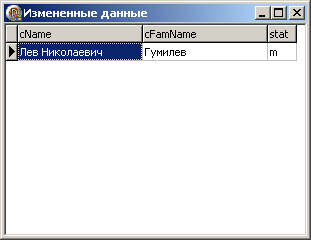 Измененные данные
cName cFamName stat
Лев Николаевич Гумилев m